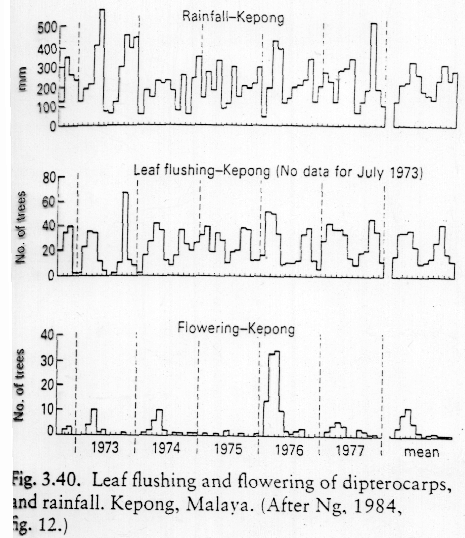 Rainfall–Kepong
500
400
300
200
100
0
mm
Leaf flushing–Kepong (No data for July 1973)
80
60
40
20
0
No. of trees
Flowering–Kepong
40
30
20
10
0
No. of trees
1973 1974 1975 1976 1977 mean
Fig. 3.40. Leaf flushing and flowering of dipterocarps,
and rainfall. Kepong, Malaya. (After Ng, 1984,
fig. 12.)